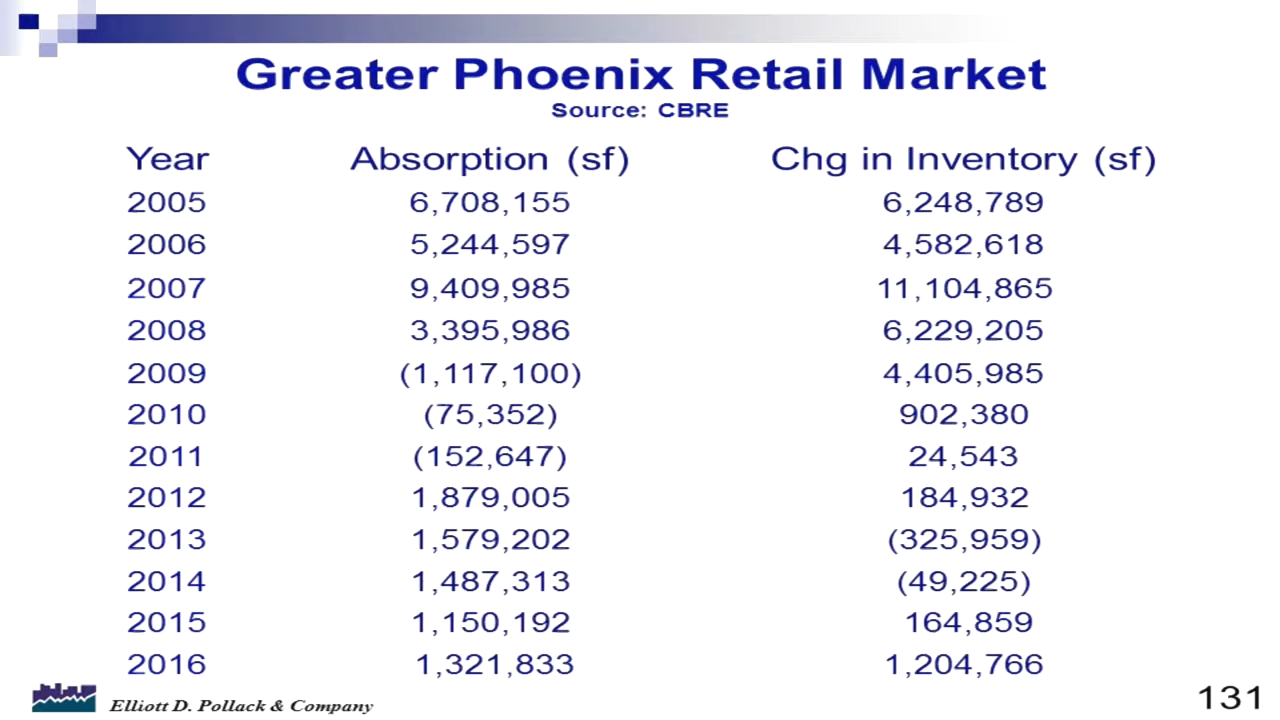 Greater Phoenix Retail Market
Source: CBRE
Year Absorption (sf) Chg in Inventory (sf)
2005 6,708,155 6,248,789
2006 5,244,597 4,582,618
2007 9,409,985 11,104,865
2008 3,395,986 6,229,205
2009 (1,117,100) 4,405,985
2010 (75,352) 902,380
2011 (152,647) 24,543
2012 1,879,005 184,932
2013 1,579,202 (325,959)
2014 1,487,313 (49,225)
2015 1,150,192 164,859
2016 1,321,833 1,204,766
Elliott D. Pollack & Company
131